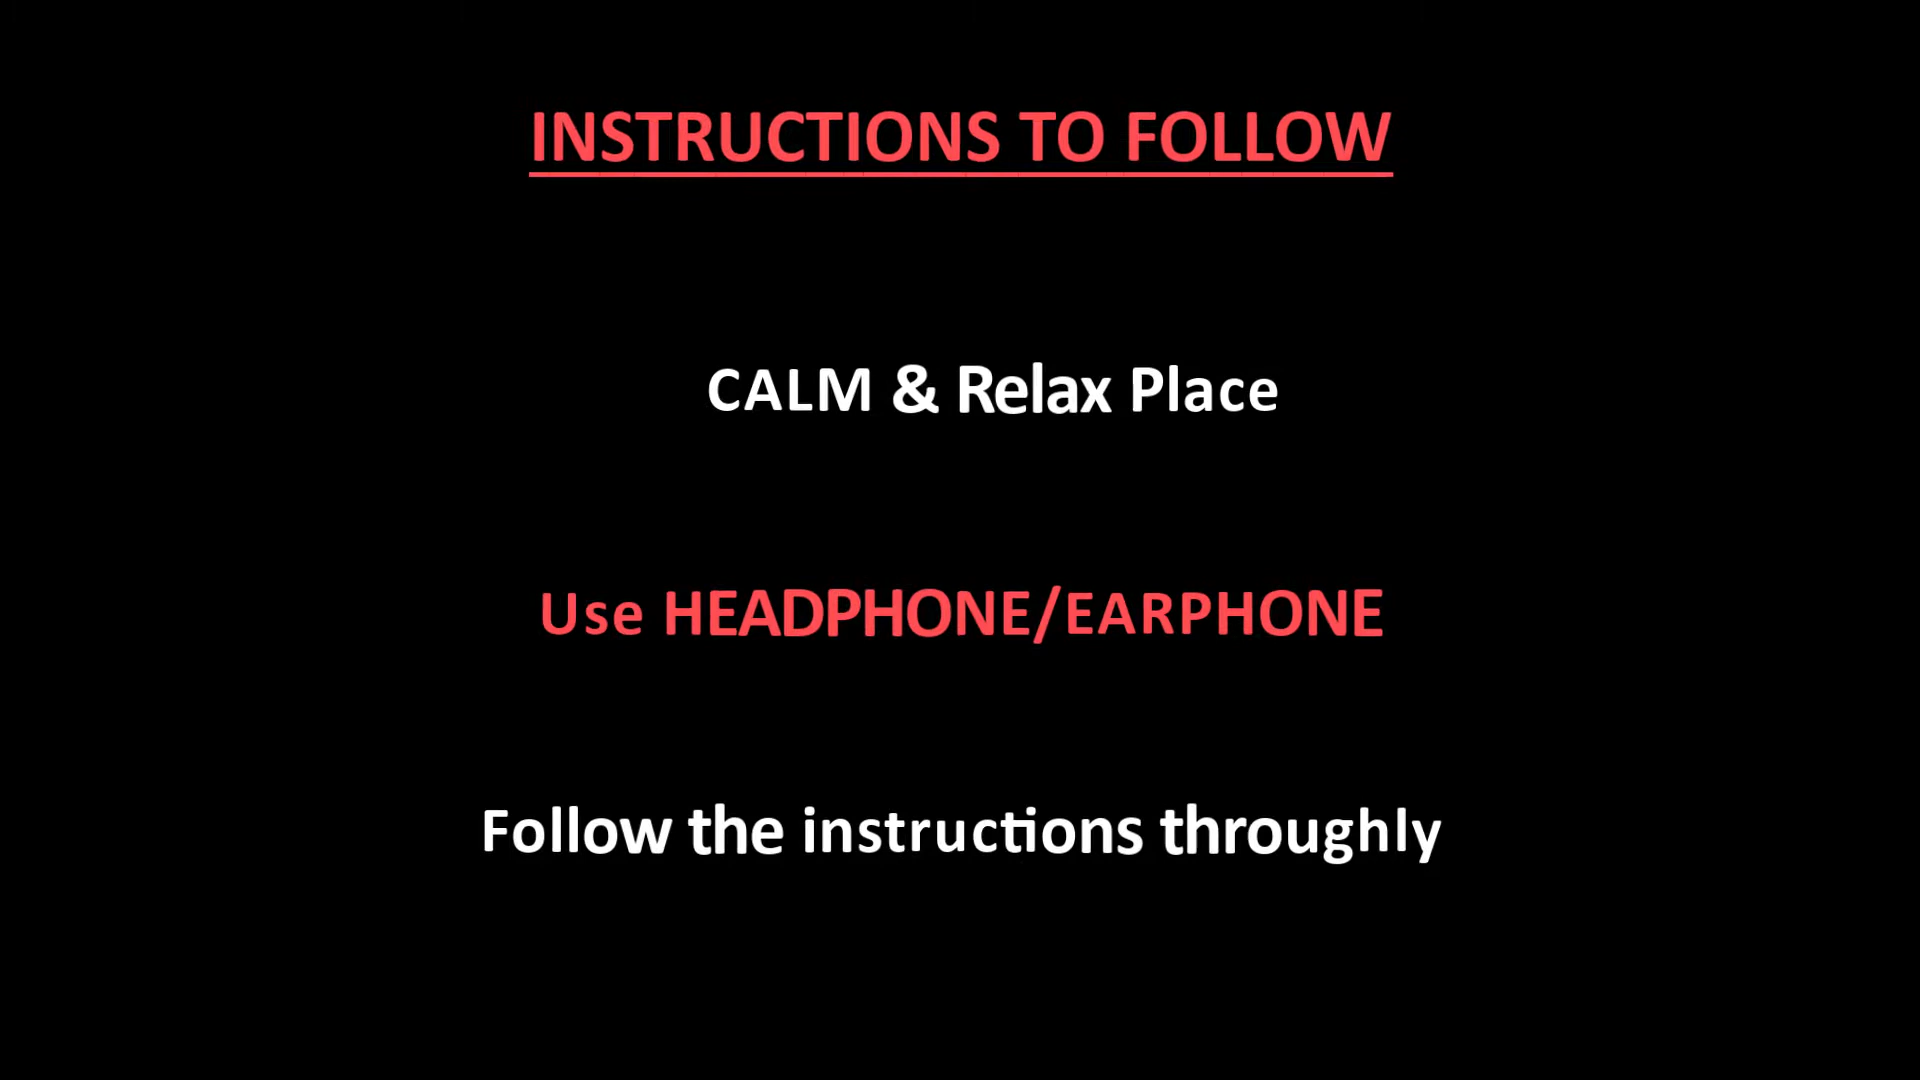 INSTRUCTIONS TO FOLLOW
CALM & Relax Place
Use HEADPHONE/EARPHONE
Follow the instructions throughly